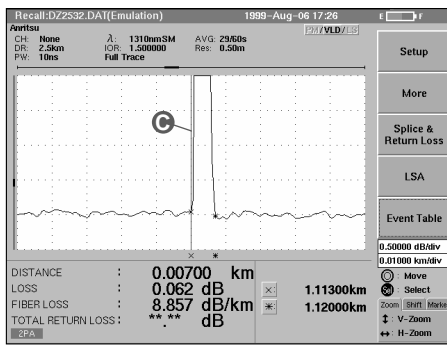 Recall:DZ2532.DAT(Emulation) 1999-Aug-06 17:26 E F
Anritsu
PM/VLD/LS
CH: None λ: 1310nmSM AVG: 29/60s
DR: 2.5km IOR: 1.500000 Res: 0.50m
PW: 10ns Full Trace
Setup
More
Splice &
Return Loss
LSA
Event Table
C
× *
0.50000 dB/div
0.01000 km/div
DISTANCE : 0.00700 km
LOSS : 0.062 dB
FIBER LOSS : 8.857 dB/km
TOTAL RETURN LOSS : **.** dB
2PA
×: 1.11300km
*: 1.12000km
: Move
: Select
Zoom Shift Marke
↕ : V-Zoom
↔ : H-Zoom